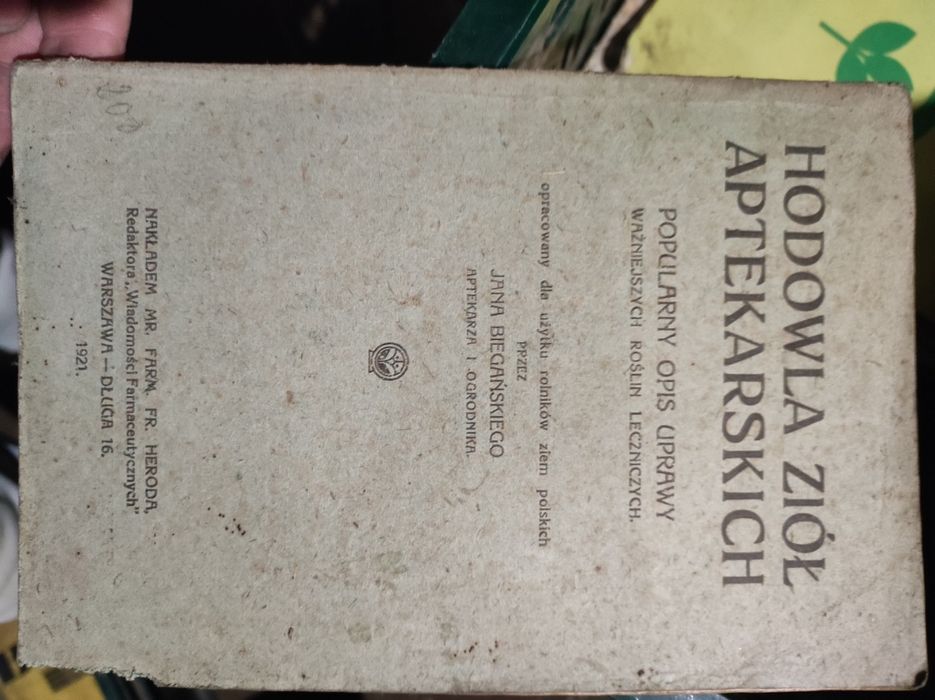 HODOWLA ZIÓŁ
APTEKARSKICH
POPULARNY OPIS UPRAWY
WAŻNIEJSZYCH ROŚLIN LECZNICZYCH.
opracowany dla użytku rolników ziem polskich
PRZEZ
JANA BIEGAŃSKIEGO
APTEKARZA I OGRODNIKA
NAKŁADEM MR. FARM. FR. HERODA,
Redaktora „Wiadomości Farmaceutycznych"
WARSZAWA — DŁUGA 16.
1921.